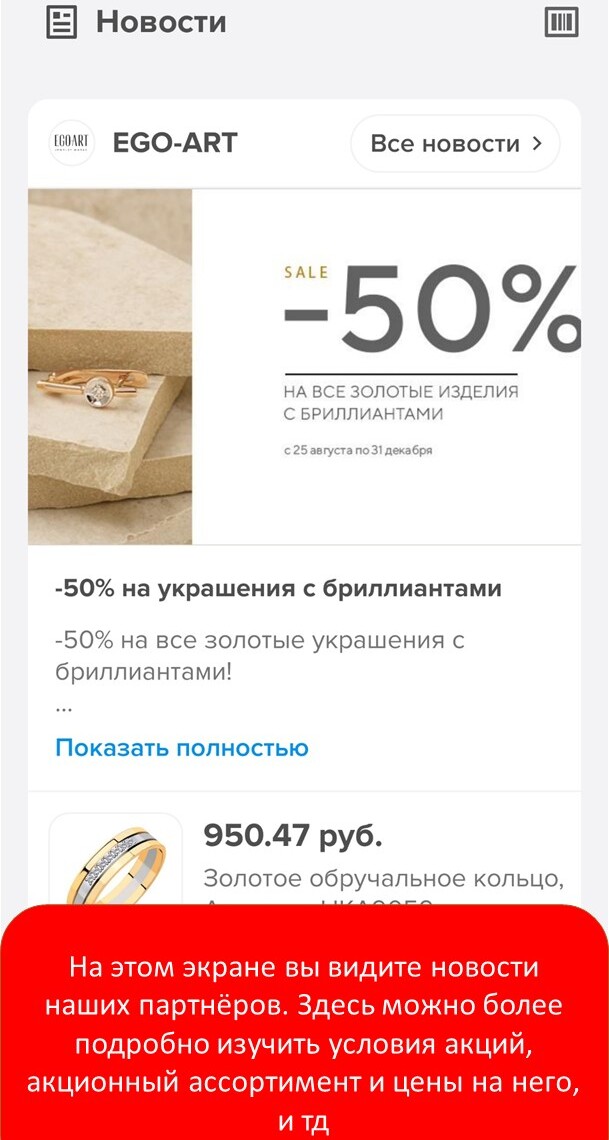 Новости
EGOART
EGO-ART
Все новости
SALE
-50%
НА ВСЕ ЗОЛОТЫЕ ИЗДЕЛИЯ
С БРИЛЛИАНТАМИ
с 25 августа по 31 декабря
-50% на украшения с бриллиантами
-50% на все золотые украшения с
бриллиантами!
...
Показать полностью
950.47 руб.
Золотое обручальное кольцо,
На этом экране вы видите новости
наших партнёров. Здесь можно более
подробно изучить условия акций,
акционный ассортимент и цены на него,
и тд